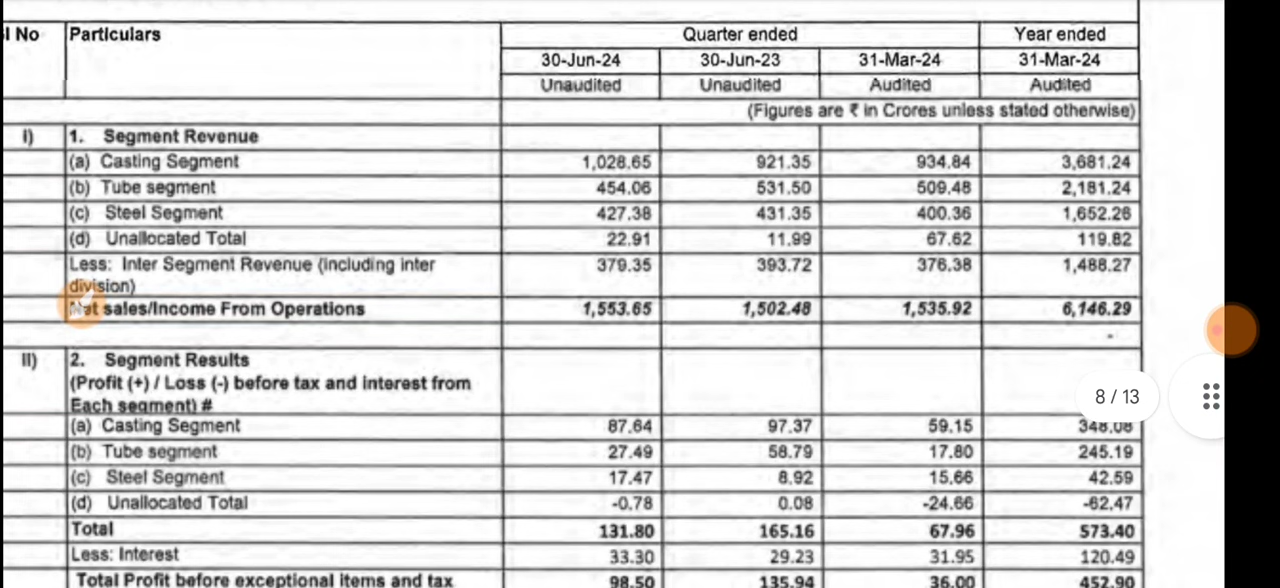 l No Particulars Quarter ended Year ended
30-Jun-24 30-Jun-23 31-Mar-24 31-Mar-24
Unaudited Unaudited Audited Audited
(Figures are ₹ in Crores unless stated otherwise)
I) 1. Segment Revenue
(a) Casting Segment 1,028.65 921.35 934.84 3,681.24
(b) Tube segment 454.06 531.50 509.48 2,181.24
(c) Steel Segment 427.38 431.35 400.36 1,652.26
(d) Unallocated Total 22.91 11.99 67.62 119.82
Less: Inter Segment Revenue (including inter 379.35 393.72 376.38 1,488.27
division)
Net sales/Income From Operations 1,553.65 1,502.48 1,535.92 6,146.29
II) 2. Segment Results
(Profit (+) / Loss (-) before tax and interest from
Each segment) #
8 / 13
(a) Casting Segment 87.64 97.37 59.15 348.08
(b) Tube segment 27.49 58.79 17.80 245.19
(c) Steel Segment 17.47 8.92 15.66 42.59
(d) Unallocated Total -0.78 0.08 -24.66 -62.47
Total 131.80 165.16 67.96 573.40
Less: Interest 33.30 29.23 31.95 120.49
Total Profit before exceptional items and tax 98.50 135.94 36.00 452.90